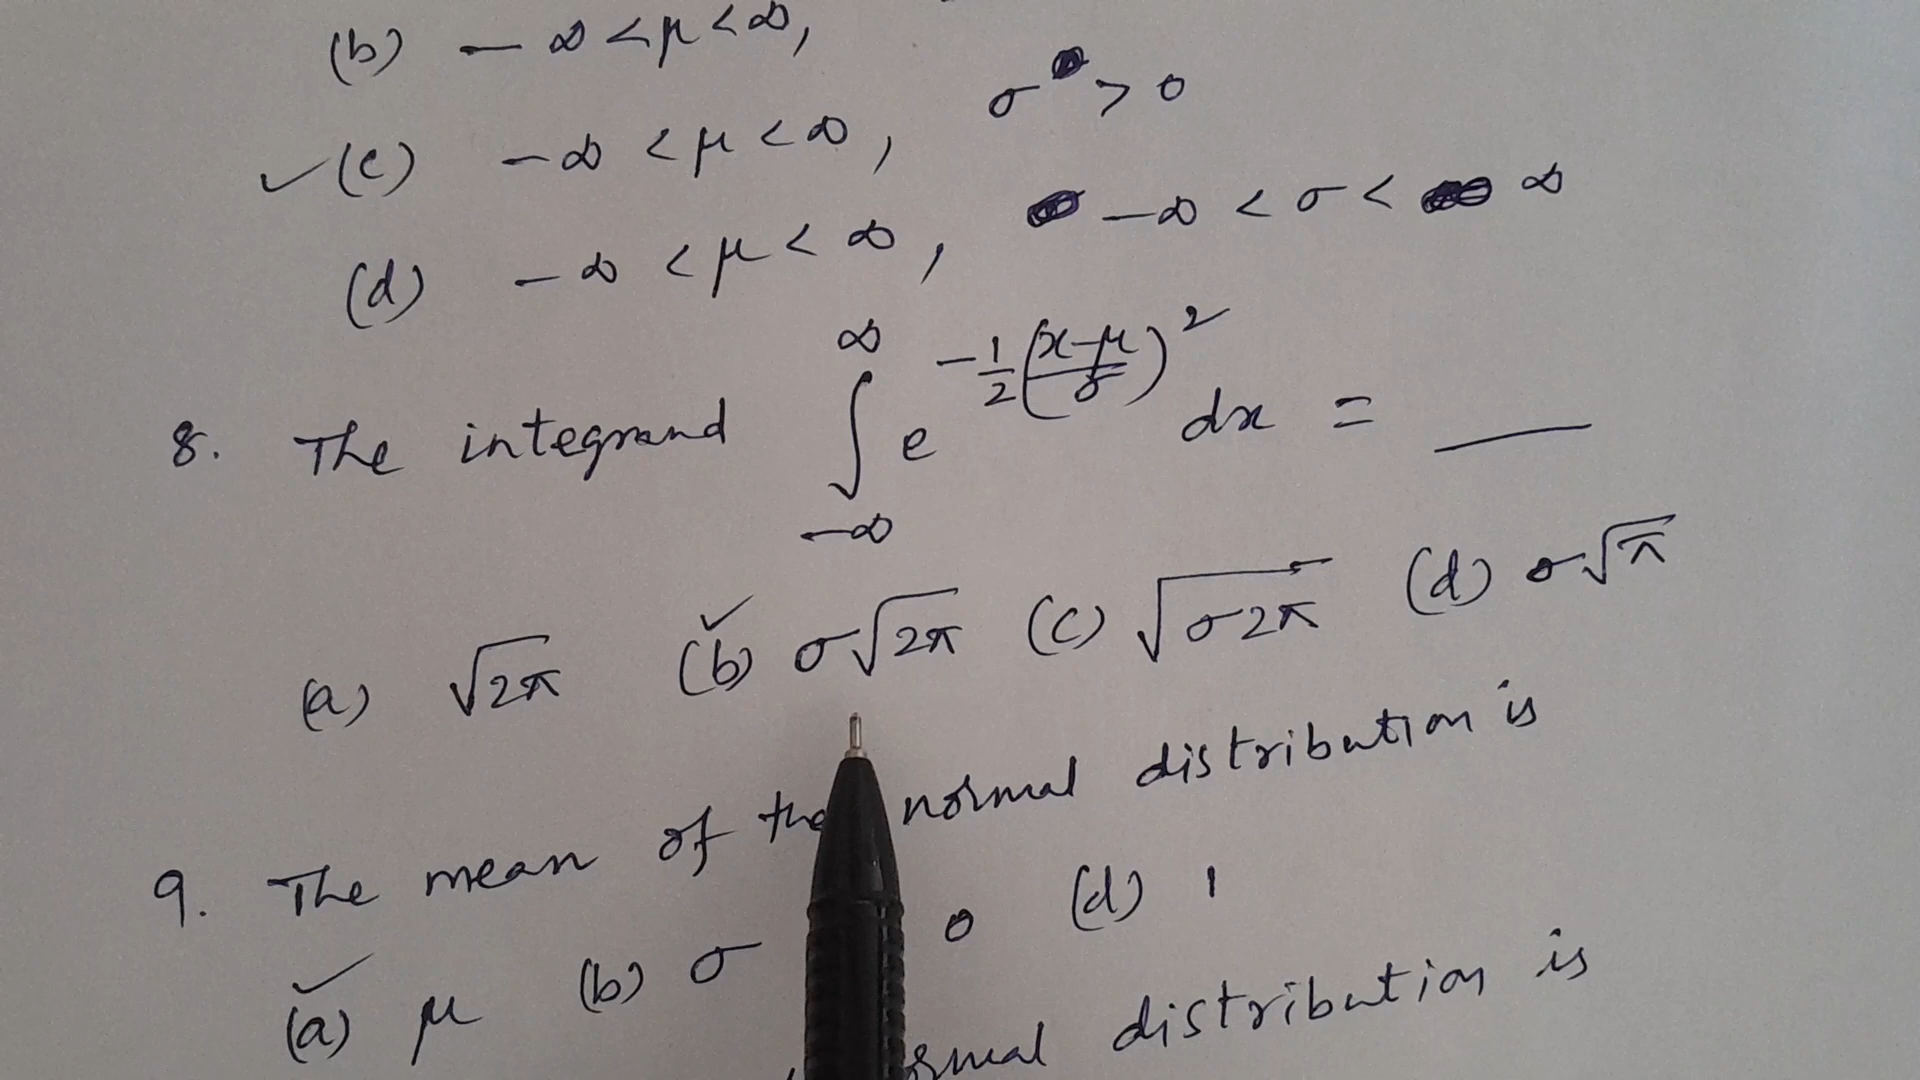 (b) -∞ < μ < ∞,
✓(c) -∞ < μ < ∞, σ > 0
(d) -∞ < μ < ∞, -∞ < σ < ∞
8. The integrand ∫_{-∞}^{∞} e^{-1/2((x-μ)/σ)^2} dx = ___
(a) √2π ✓(b) σ√2π (c) √σ2π (d) σ√π
9. The mean of the normal distribution is
✓(a) μ (b) σ 0 (d) 1
distribution is